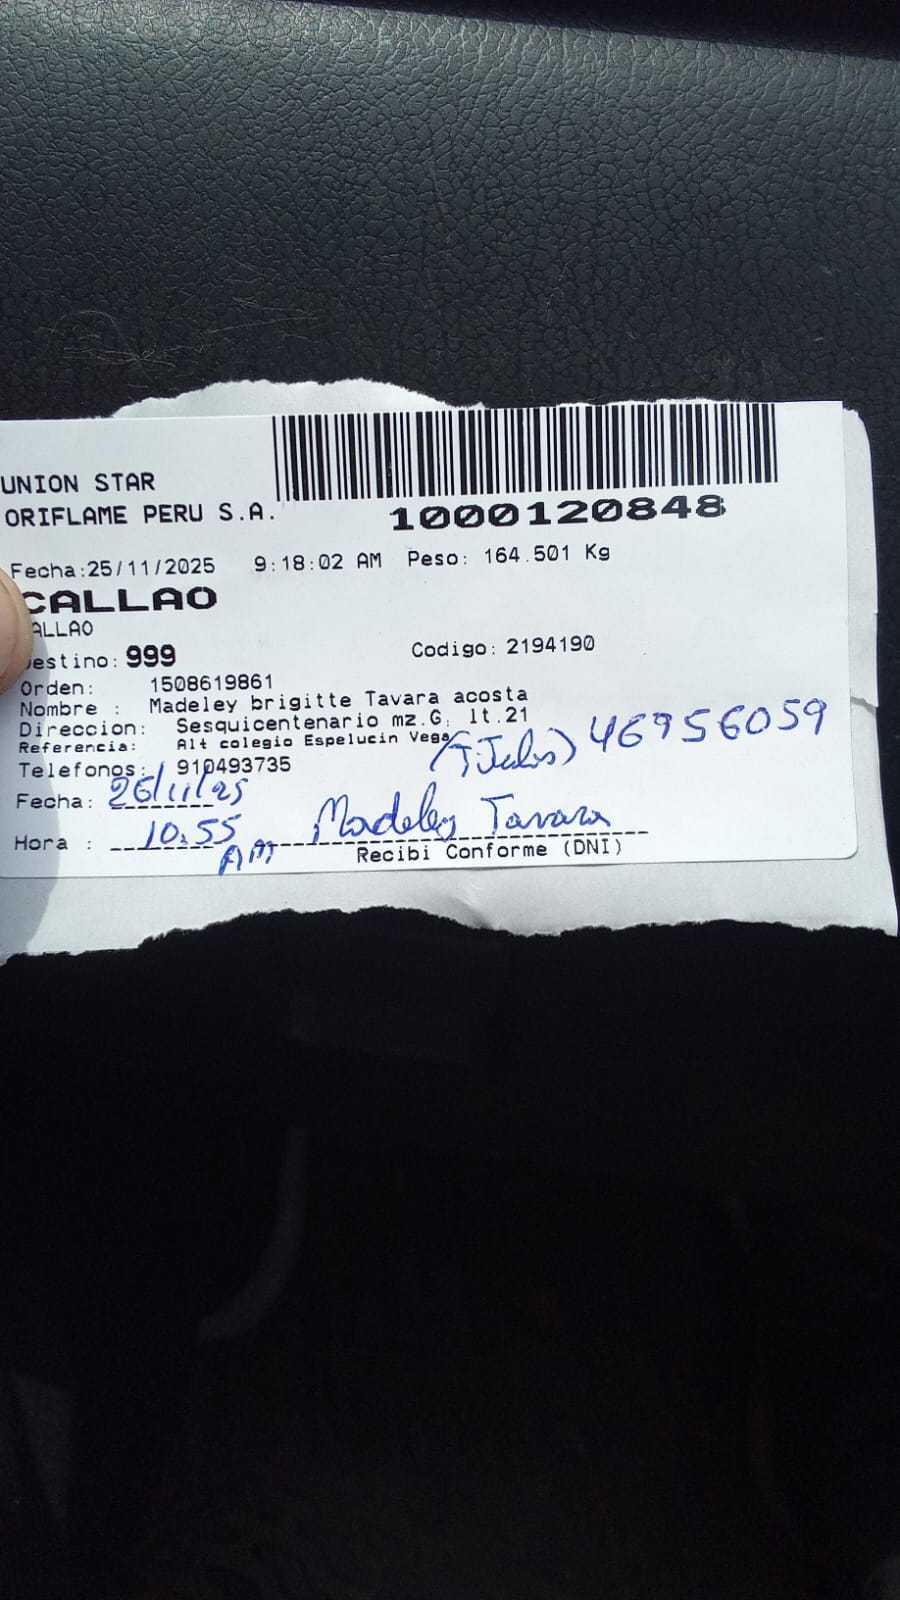 UNION STAR
ORIFLAME PERU S.A.
1000120848
Fecha:25/11/2025 9:18:02 AM Peso: 164.501 Kg
CALLAO
ALLAO
Destino: 999 Codigo: 2194190
Orden: 1508619861
Nombre : Madeley brigitte Tavara acosta
Direccion: Sesquicentenario mz.G. lt.21
Referencia: Alt colegio Espelucin Vega
46956059
Telefonos: 910493735
Fecha: 26/11/25
Hora : 10:55 AM Madeley Tavara
Recibi Conforme (DNI)